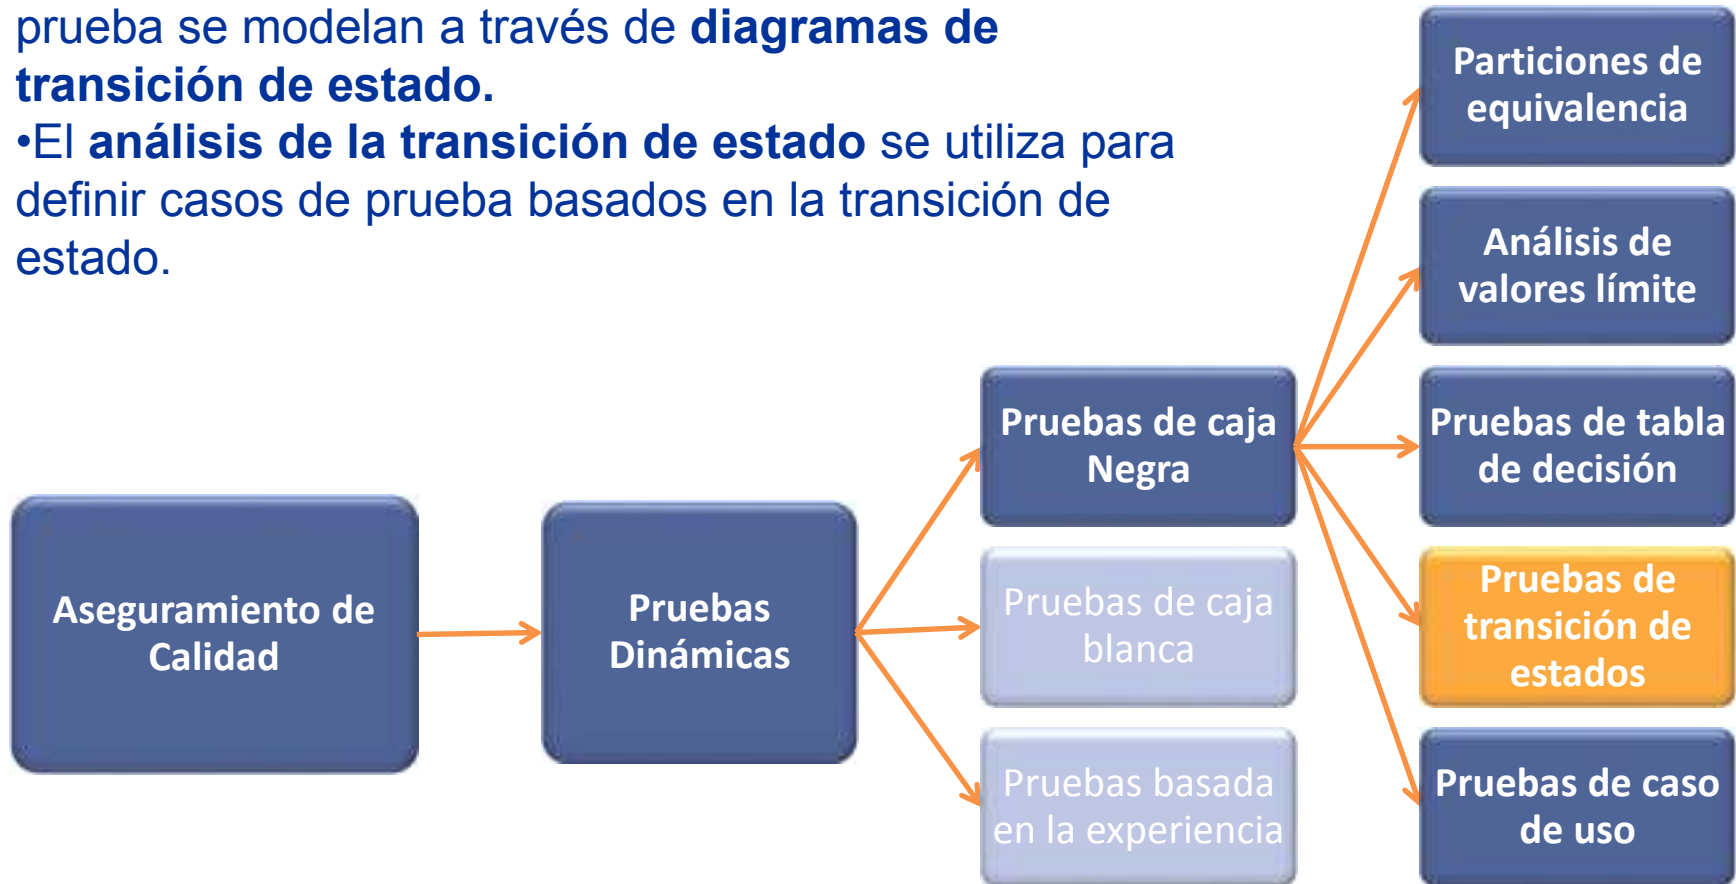 prueba se modelan a través de diagramas de
transición de estado.
•El análisis de la transición de estado se utiliza para
definir casos de prueba basados en la transición de
estado.
Aseguramiento de
Calidad
Pruebas
Dinámicas
Pruebas de caja
Negra
Pruebas de caja
blanca
Pruebas basada
en la experiencia
Particiones de
equivalencia
Análisis de
valores límite
Pruebas de tabla
de decisión
Pruebas de
transición de
estados
Pruebas de caso
de uso